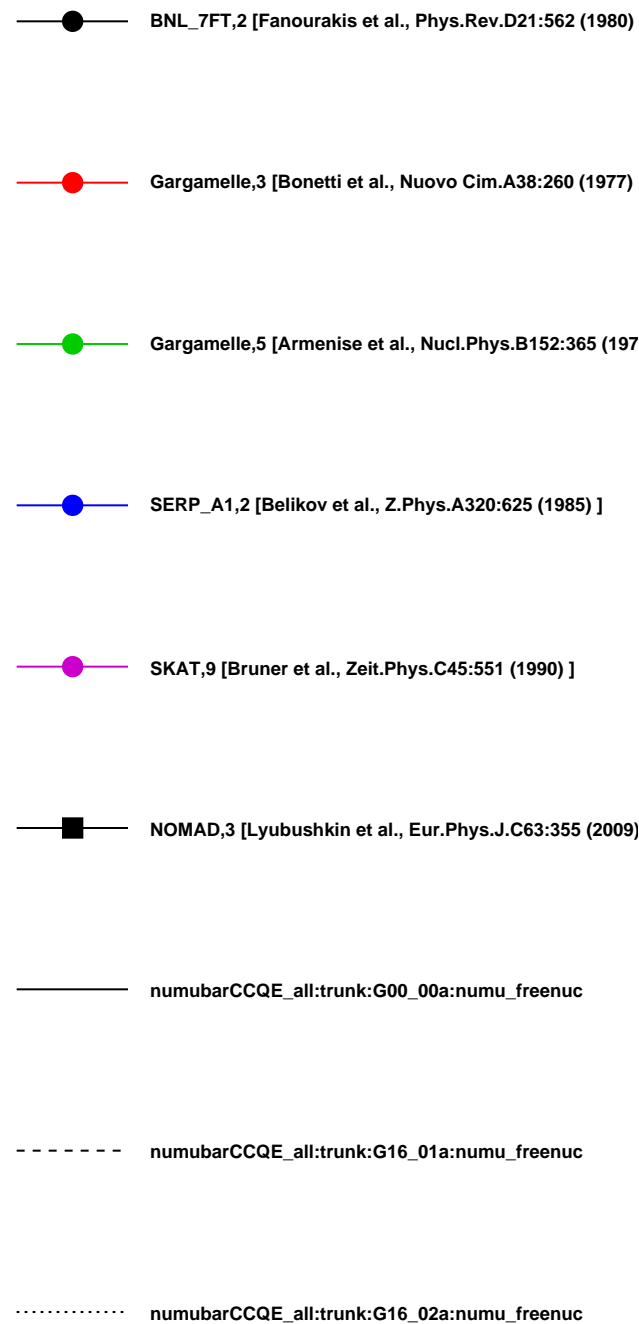 BNL_7FT,2 [Fanourakis et al., Phys.Rev.D21:562 (1980)
Gargamelle,3 [Bonetti et al., Nuovo Cim.A38:260 (1977)
Gargamelle,5 [Armenise et al., Nucl.Phys.B152:365 (197
SERP_A1,2 [Belikov et al., Z.Phys.A320:625 (1985) ]
SKAT,9 [Bruner et al., Zeit.Phys.C45:551 (1990) ]
NOMAD,3 [Lyubushkin et al., Eur.Phys.J.C63:355 (2009)
numubarCCQE_all:trunk:G00_00a:numu_freenuc
numubarCCQE_all:trunk:G16_01a:numu_freenuc
numubarCCQE_all:trunk:G16_02a:numu_freenuc